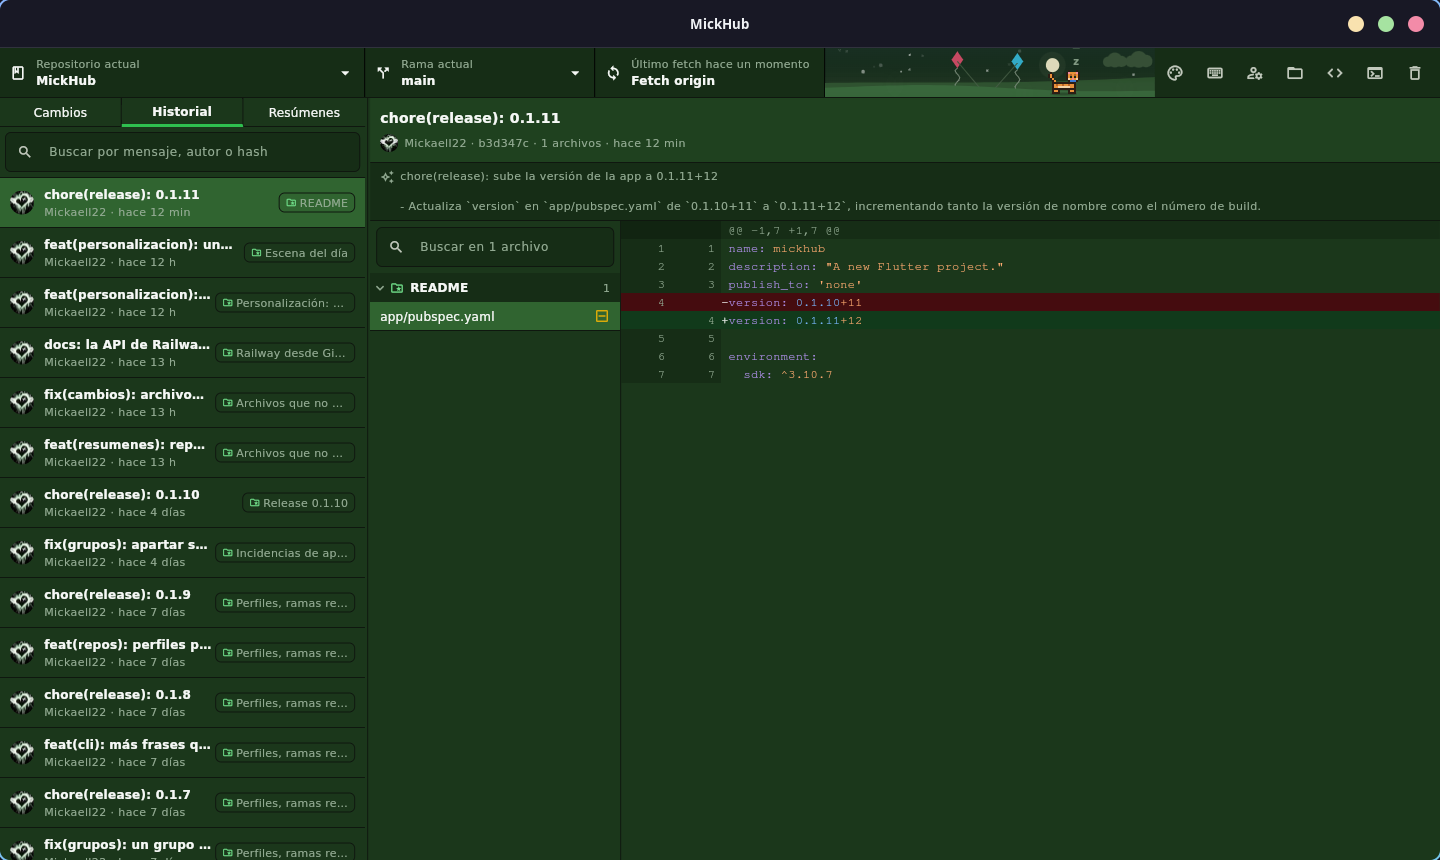 MickHub
Repositorio actual
MickHub
Rama actual
main
Último fetch hace un momento
Fetch origin
z
Cambios
Historial
Resúmenes
Buscar por mensaje, autor o hash
chore(release): 0.1.11
Mickaell22 · hace 12 min
README
feat(personalizacion): un…
Mickaell22 · hace 12 h
Escena del día
feat(personalizacion):…
Mickaell22 · hace 12 h
Personalización: …
docs: la API de Railwa…
Mickaell22 · hace 13 h
Railway desde Gi…
fix(cambios): archivo…
Mickaell22 · hace 13 h
Archivos que no …
feat(resumenes): rep…
Mickaell22 · hace 13 h
Archivos que no …
chore(release): 0.1.10
Mickaell22 · hace 4 días
Release 0.1.10
fix(grupos): apartar s…
Mickaell22 · hace 4 días
Incidencias de ap…
chore(release): 0.1.9
Mickaell22 · hace 7 días
Perfiles, ramas re…
feat(repos): perfiles p…
Mickaell22 · hace 7 días
Perfiles, ramas re…
chore(release): 0.1.8
Mickaell22 · hace 7 días
Perfiles, ramas re…
feat(cli): más frases q…
Mickaell22 · hace 7 días
Perfiles, ramas re…
chore(release): 0.1.7
Mickaell22 · hace 7 días
Perfiles, ramas re…
fix(grupos): un grupo …
Mickaell22 · hace 7 días
Perfiles, ramas re…
chore(release): 0.1.11
Mickaell22 · b3d347c · 1 archivos · hace 12 min
chore(release): sube la versión de la app a 0.1.11+12
- Actualiza `version` en `app/pubspec.yaml` de `0.1.10+11` a `0.1.11+12`, incrementando tanto la versión de nombre como el número de build.
Buscar en 1 archivo
README 1
app/pubspec.yaml
@@ -1,7 +1,7 @@
1 1 name: mickhub
2 2 description: "A new Flutter project."
3 3 publish_to: 'none'
4 -version: 0.1.10+11
4 +version: 0.1.11+12
5 5
6 6 environment:
7 7 sdk: ^3.10.7